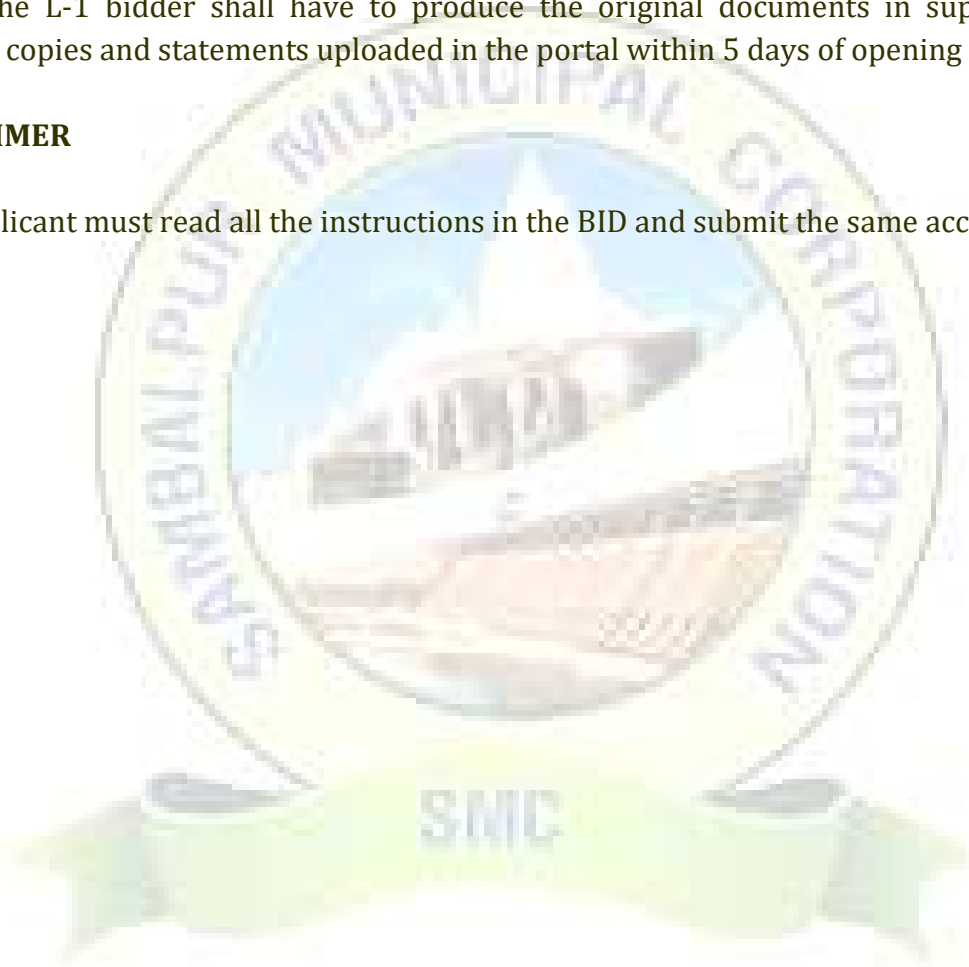 he L-1 bidder shall have to produce the original documents in sup
copies and statements uploaded in the portal within 5 days of opening
IMER
licant must read all the instructions in the BID and submit the same acc
SAMBALPUR MUNICIPAL CORPORATION
SMC